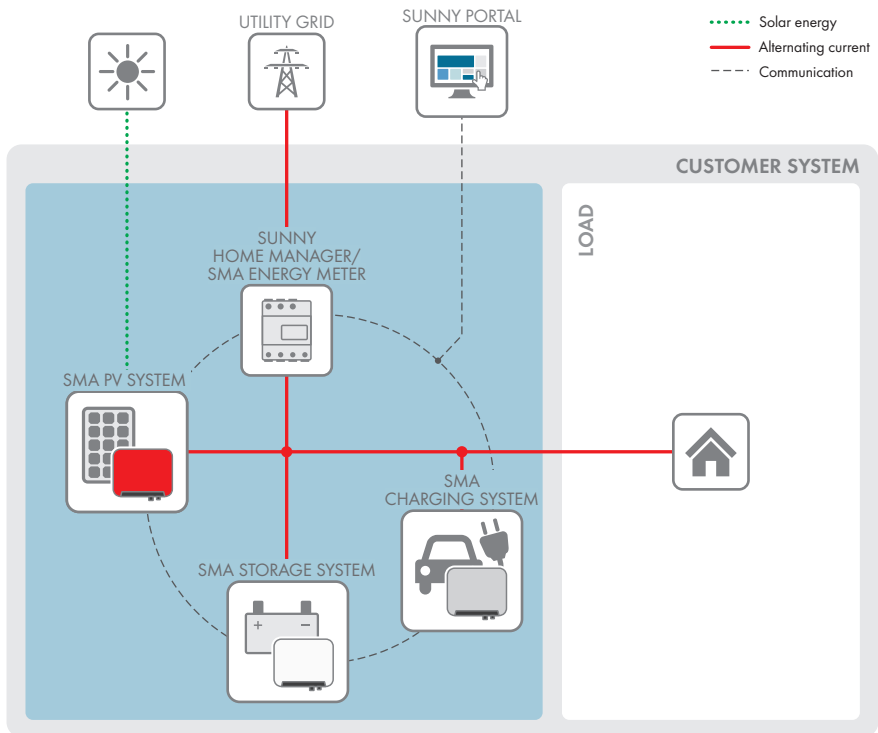 UTILITY GRID
SUNNY PORTAL
Solar energy
Alternating current
Communication
CUSTOMER SYSTEM
LOAD
SUNNY
HOME MANAGER/
SMA ENERGY METER
SMA PV SYSTEM
SMA
CHARGING SYSTEM
SMA STORAGE SYSTEM
+ −